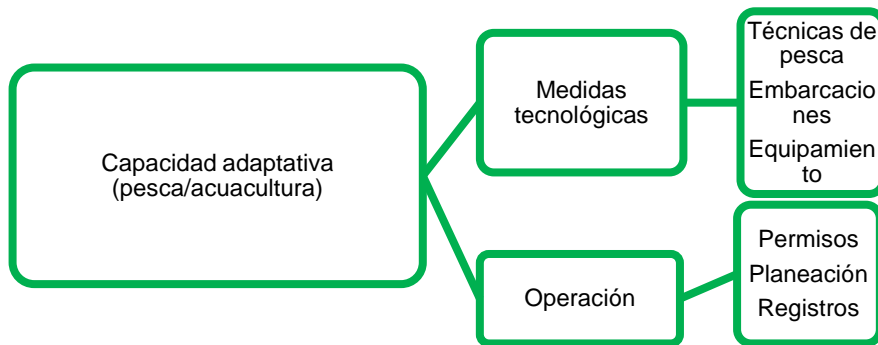 Capacidad adaptativa
(pesca/acuacultura)
Medidas
tecnológicas
Técnicas de
pesca
Embarcacio
nes
Equipamien
to
Operación
Permisos
Planeación
Registros